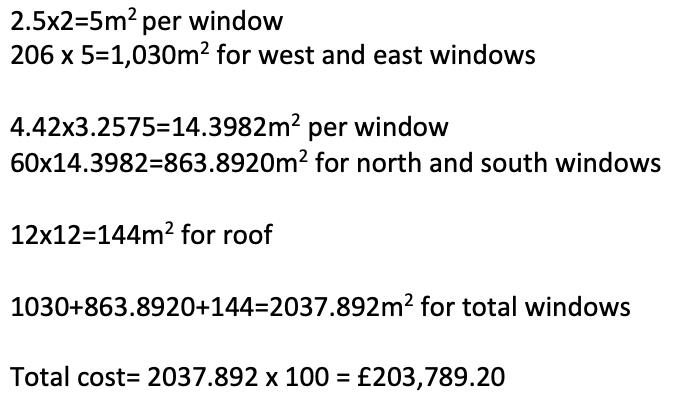 2.5x2=5m² per window
206 x 5=1,030m² for west and east windows
4.42x3.2575=14.3982m² per window
60x14.3982=863.8920m² for north and south windows
12x12=144m² for roof
1030+863.8920+144=2037.892m² for total windows
Total cost= 2037.892 x 100 = £203,789.20